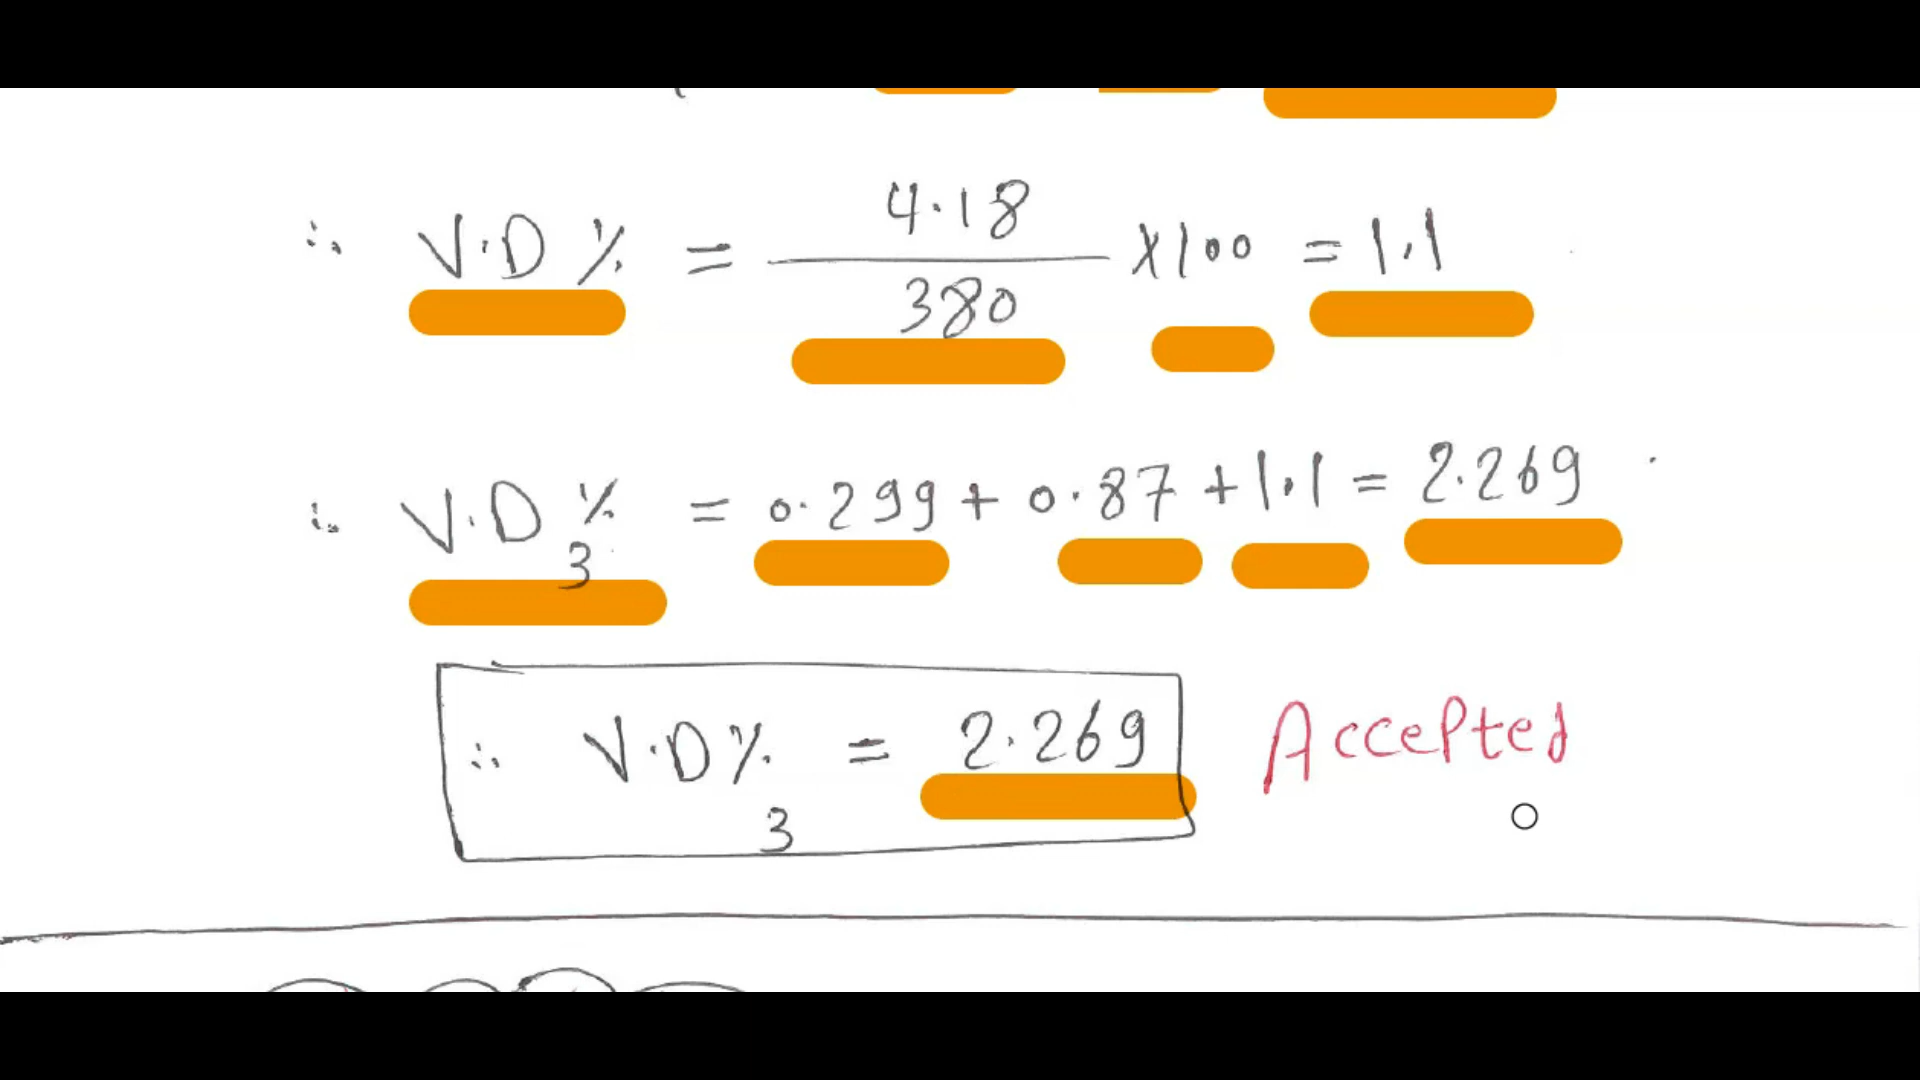 ∴ V.D % = 4.18 / 380 x100 = 1.1
∴ V.D % 3 = 0.299 + 0.87 + 1.1 = 2.269
∴ V.D % 3 = 2.269 Accepted